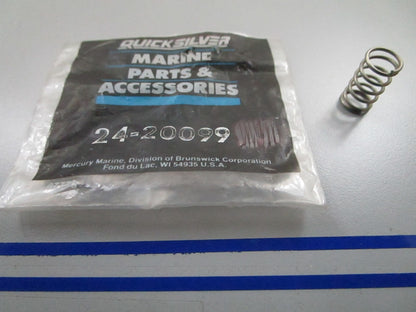 QUICKSILVER
MARINE
PARTS &
ACCESSORIES
24-20099
Mercury Marine, Division of Brunswick Corporation
Fond du Lac, WI 54935 U.S.A.